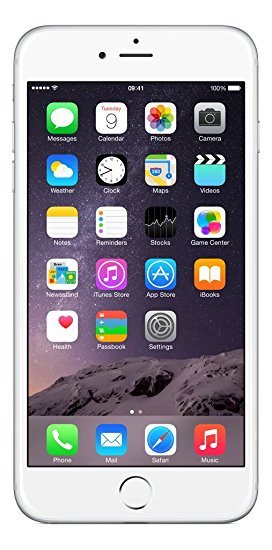 09:41 100%
Tuesday
9
Messages Calendar Photos Camera
280
Weather Clock Maps Videos
Notes Reminders Stocks Game Center
Newsstand iTunes Store App Store iBooks
Health Passbook Settings
Phone Mail Safari Music